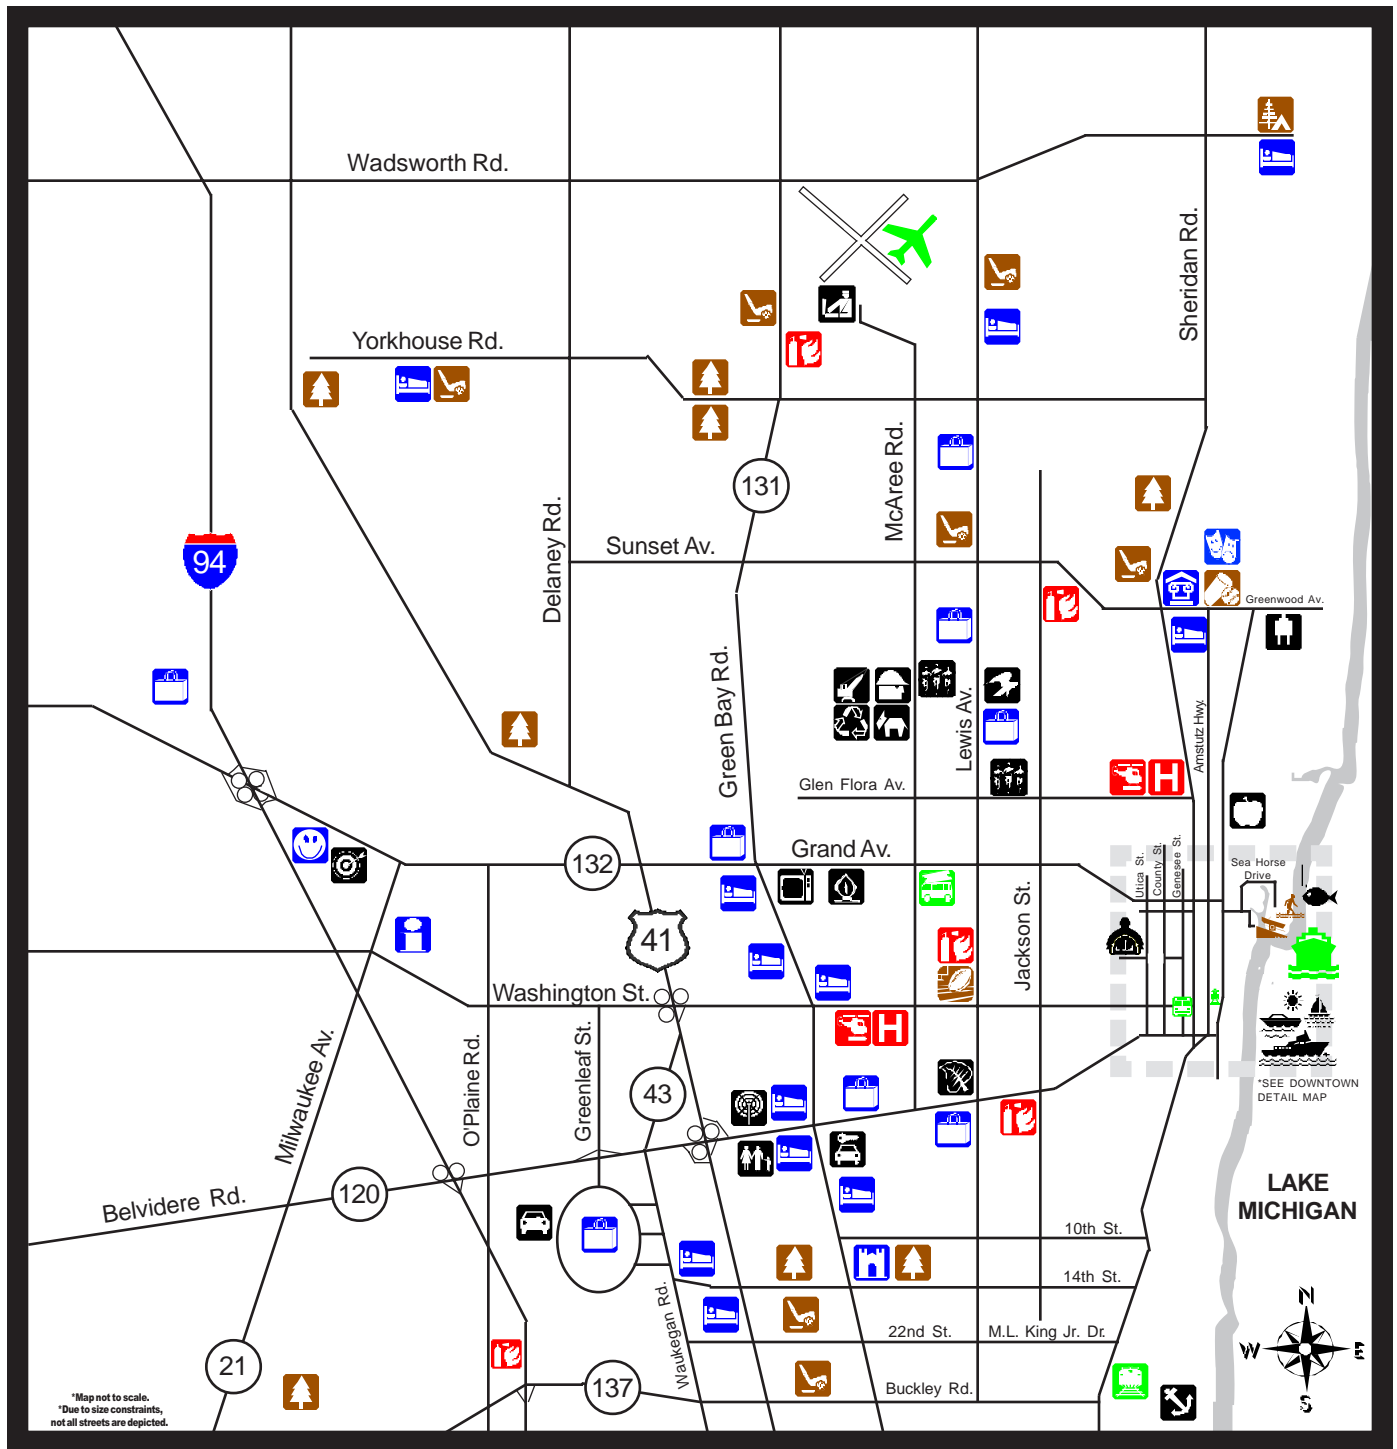 Wadsworth Rd.
Sheridan Rd.
Yorkhouse Rd.
McAree Rd.
131
Delaney Rd.
Sunset Av.
94
Greenwood Av.
Green Bay Rd.
Lewis Av.
Amstutz Hwy.
Glen Flora Av.
H
132
Grand Av.
Utica St.
County St.
Genesee St.
Sea Horse
Drive
41
Jackson St.
Washington St.
Milwaukee Av.
O'Plaine Rd.
Greenleaf St.
H
43
*SEE DOWNTOWN
DETAIL MAP
Belvidere Rd.
120
LAKE
MICHIGAN
10th St.
14th St.
Waukegan Rd.
22nd St.
M.L. King Jr. Dr.
21
137
Buckley Rd.
N
W
E
S
*Map not to scale.
*Due to size constraints,
not all streets are depicted.